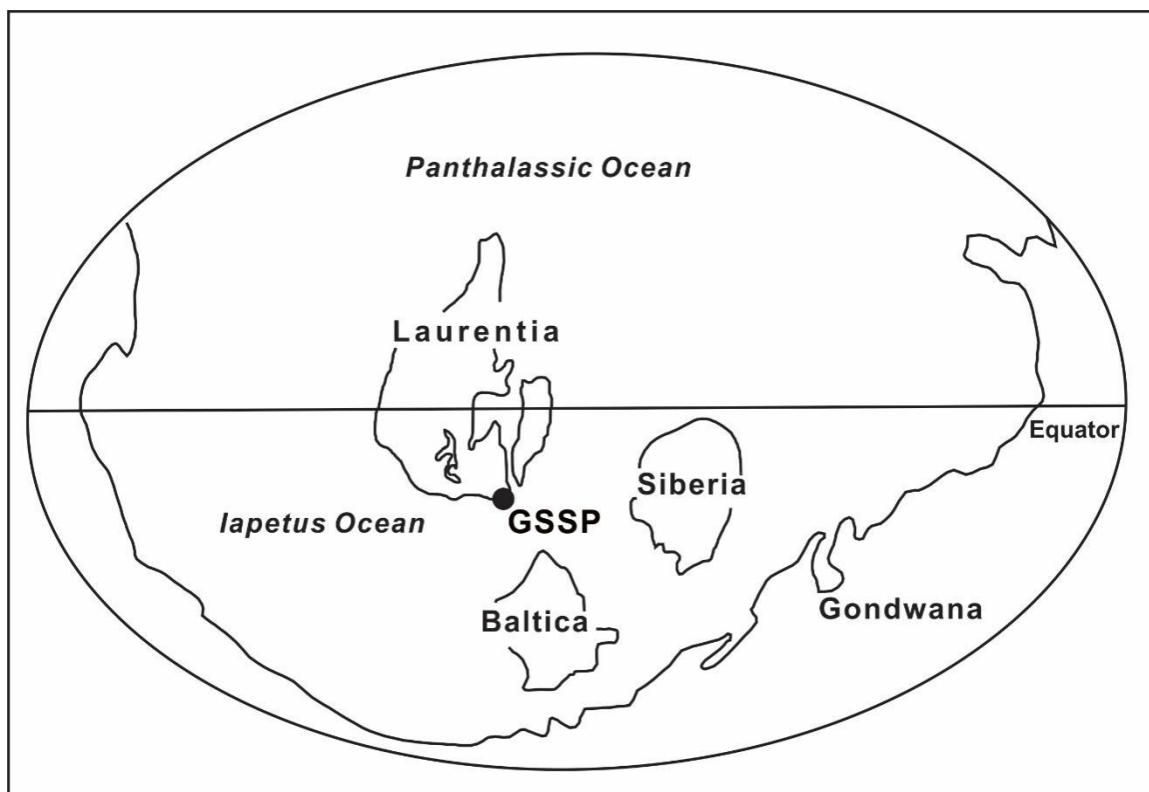 Panthalassic Ocean
Laurentia
Equator
Siberia
Iapetus Ocean
GSSP
Baltica
Gondwana